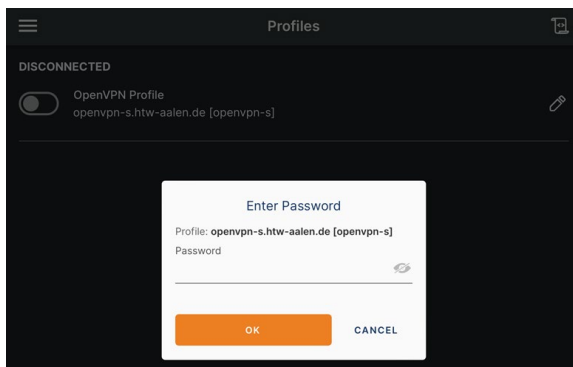 Profiles
DISCONNECTED
OpenVPN Profile
openvpn-s.htw-aalen.de [openvpn-s]
Enter Password
Profile: openvpn-s.htw-aalen.de [openvpn-s]
Password
OK CANCEL